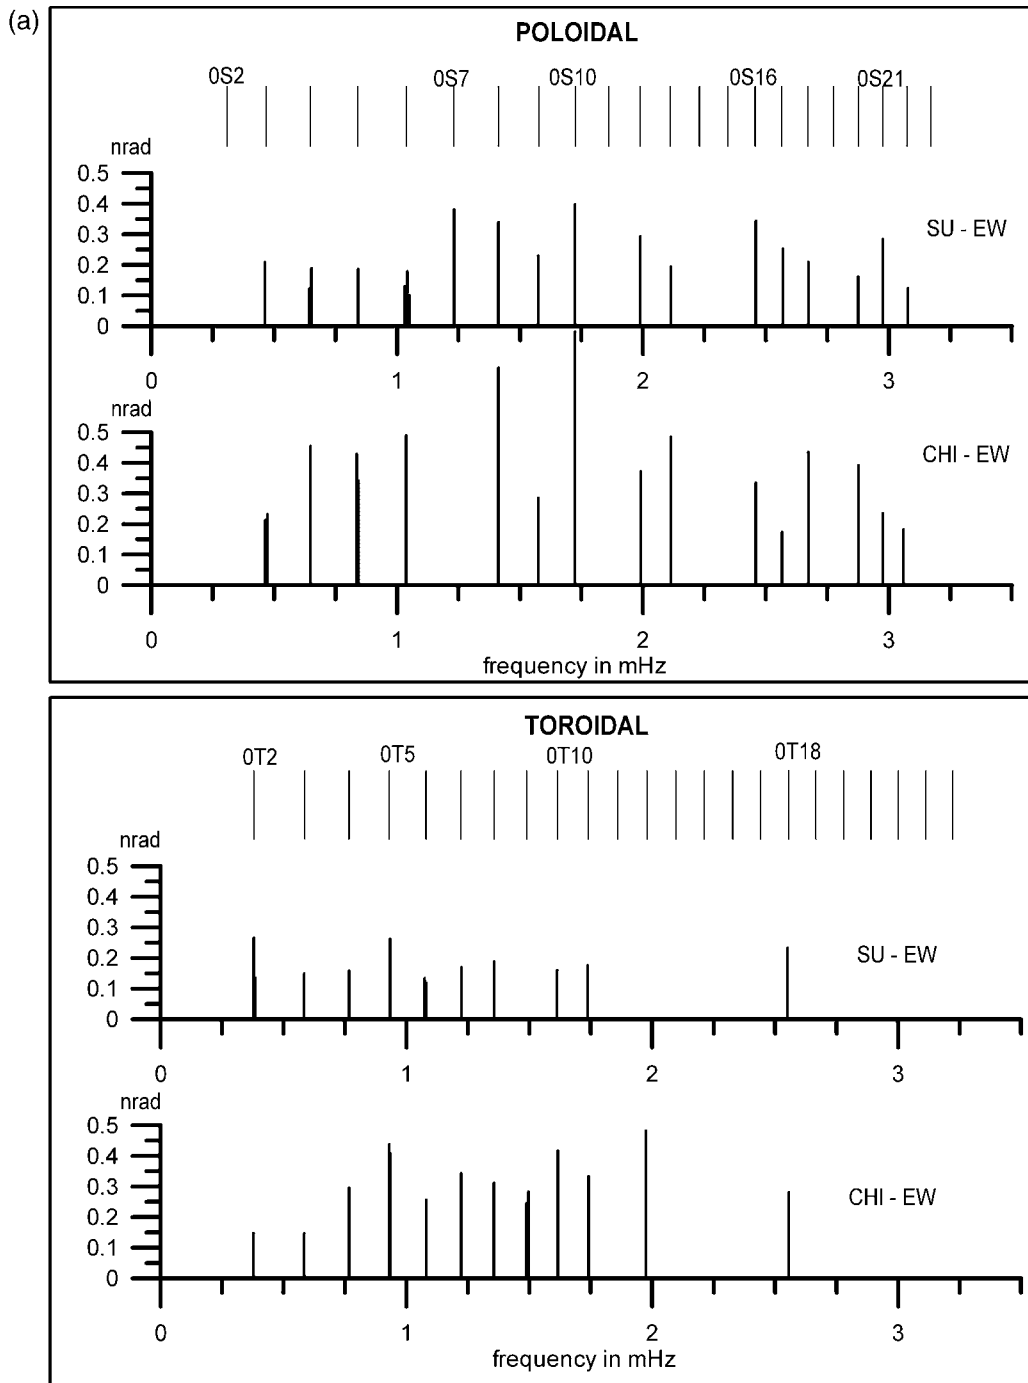 (a)
POLOIDAL
0S2 0S7 0S10 0S16 0S21
nrad
0.5
0.4
0.3
0.2
0.1
0
SU - EW
0 1 2 3
nrad
0.5
0.4
0.3
0.2
0.1
0
CHI - EW
0 1 2 3
frequency in mHz
TOROIDAL
0T2 0T5 0T10 0T18
nrad
0.5
0.4
0.3
0.2
0.1
0
SU - EW
0 1 2 3
nrad
0.5
0.4
0.3
0.2
0.1
0
CHI - EW
0 1 2 3
frequency in mHz